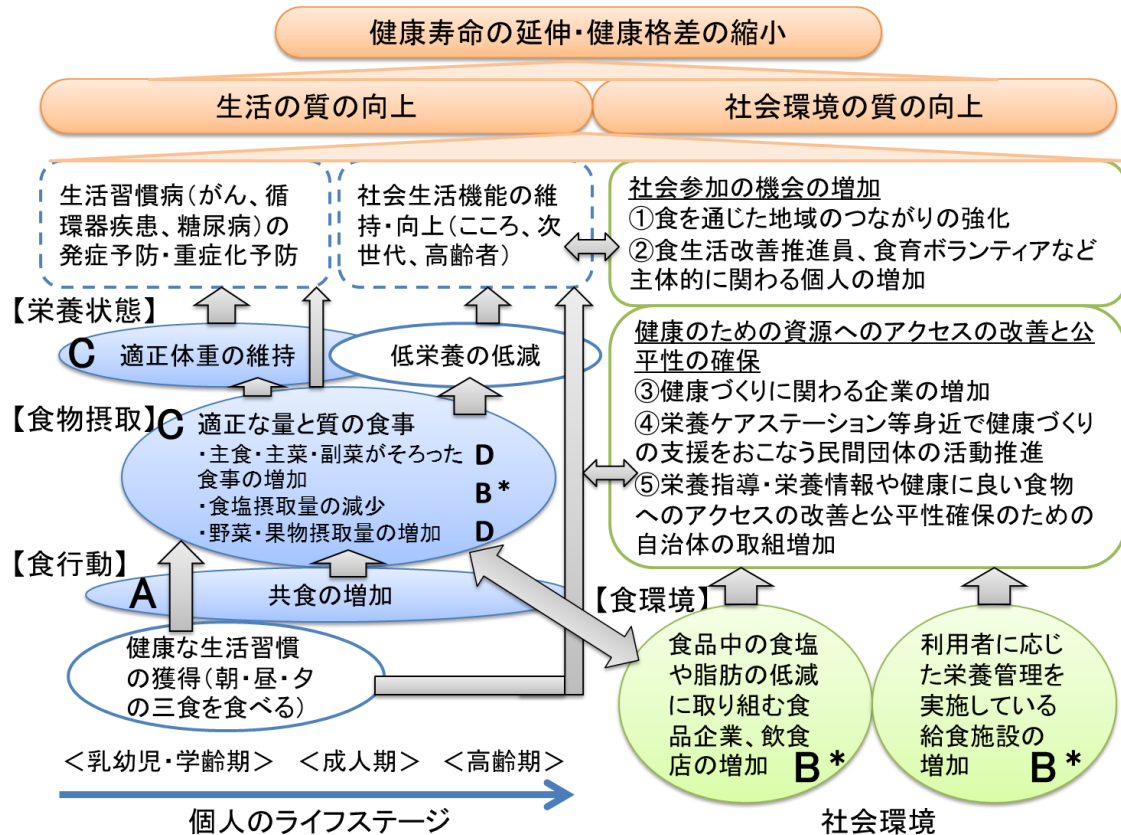 健康寿命の延伸・健康格差の縮小
生活の質の向上
社会環境の質の向上
生活習慣病(がん、循
環器疾患、糖尿病)の
発症予防・重症化予防
社会生活機能の維
持・向上(こころ、次
世代、高齢者)
社会参加の機会の増加
①食を通じた地域のつながりの強化
②食生活改善推進員、食育ボランティアなど
主体的に関わる個人の増加
【栄養状態】
C 適正体重の維持
低栄養の低減
健康のための資源へのアクセスの改善と公
平性の確保
③健康づくりに関わる企業の増加
④栄養ケアステーション等身近で健康づくり
の支援をおこなう民間団体の活動推進
⑤栄養指導・栄養情報や健康に良い食物
へのアクセスの改善と公平性確保のための
自治体の取組増加
【食物摂取】
C 適正な量と質の食事
・主食・主菜・副菜がそろった D
食事の増加
・食塩摂取量の減少 B*
・野菜・果物摂取量の増加 D
【食行動】
A 共食の増加
健康な生活習慣
の獲得(朝・昼・夕
の三食を食べる)
【食環境】
食品中の食塩
や脂肪の低減
に取り組む食
品企業、飲食
店の増加 B*
利用者に応じ
た栄養管理を
実施している
給食施設の
増加 B*
<乳幼児・学齢期> <成人期> <高齢期>
個人のライフステージ
社会環境